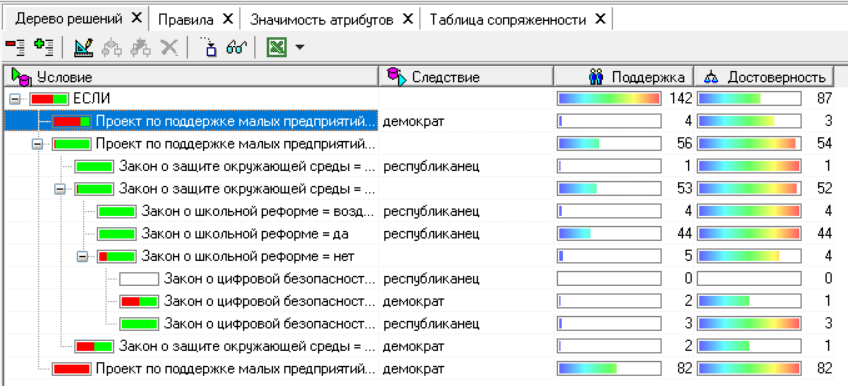 Дерево решений X Правила X Значимость атрибутов X Таблица сопряженности X
Условие Следствие Поддержка Достоверность
ЕСЛИ 142 87
Проект по поддержке малых предприятий... демократ 4 3
Проект по поддержке малых предприятий... 56 54
Закон о защите окружающей среды = ... республиканец 1 1
Закон о защите окружающей среды = ... 53 52
Закон о школьной реформе = возд... республиканец 4 4
Закон о школьной реформе = да республиканец 44 44
Закон о школьной реформе = нет 5 4
Закон о цифровой безопасност... республиканец 0 0
Закон о цифровой безопасност... демократ 2 1
Закон о цифровой безопасност... республиканец 3 3
Закон о защите окружающей среды = ... демократ 2 1
Проект по поддержке малых предприятий... демократ 82 82